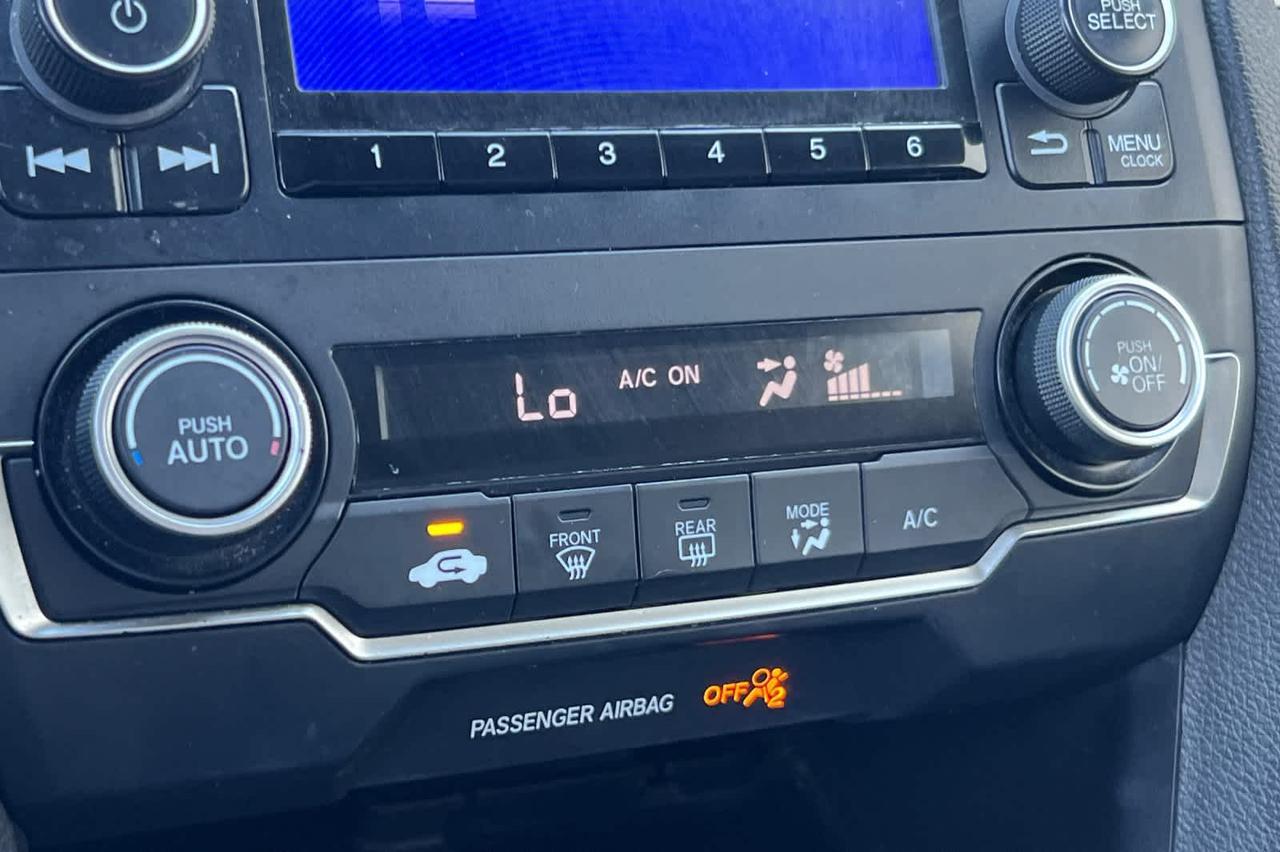 PUSH
SELECT
1 2 3 4 5 6
MENU
CLOCK
Lo A/C ON
PUSH
AUTO
PUSH
ON/
OFF
FRONT
REAR
MODE
A/C
PASSENGER AIRBAG OFF 2